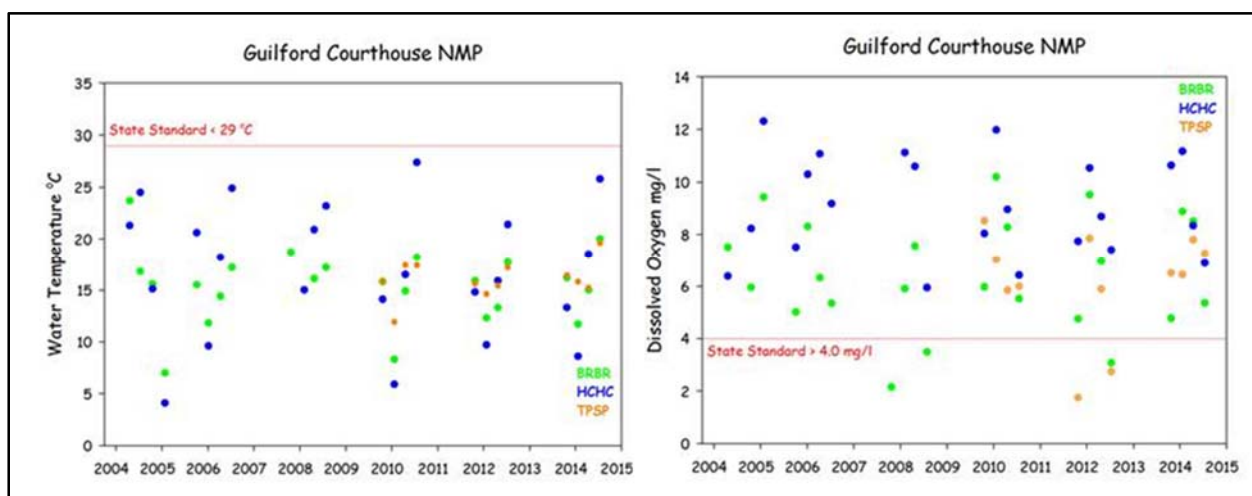 Guilford Courthouse NMP
35
30
25
20
15
10
5
0
Water Temperature °C
State Standard < 29 °C
BRBR
HCHC
TPSP
2004 2005 2006 2007 2008 2009 2010 2011 2012 2013 2014 2015
Guilford Courthouse NMP
14
12
10
8
6
4
2
0
Dissolved Oxygen mg/l
BRBR
HCHC
TPSP
State Standard > 4.0 mg/l
2004 2005 2006 2007 2008 2009 2010 2011 2012 2013 2014 2015